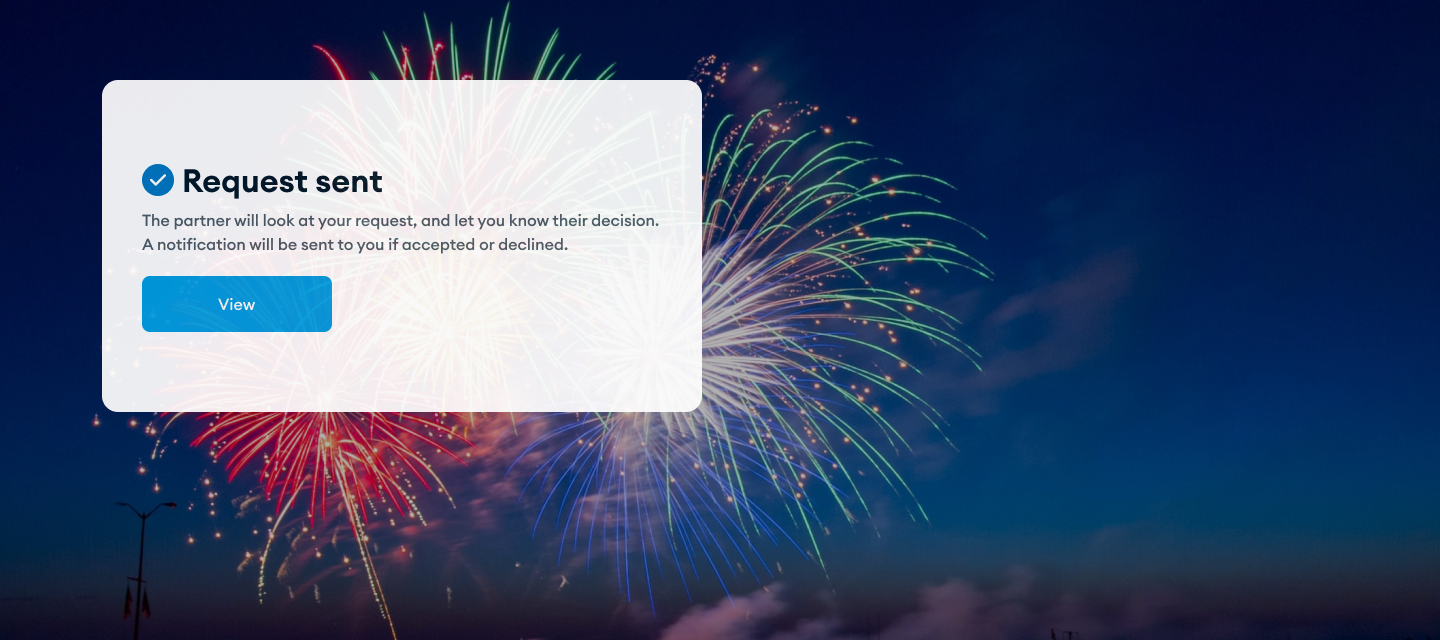 Request sent
The partner will look at your request, and let you know their decision.
A notification will be sent to you if accepted or declined.
View